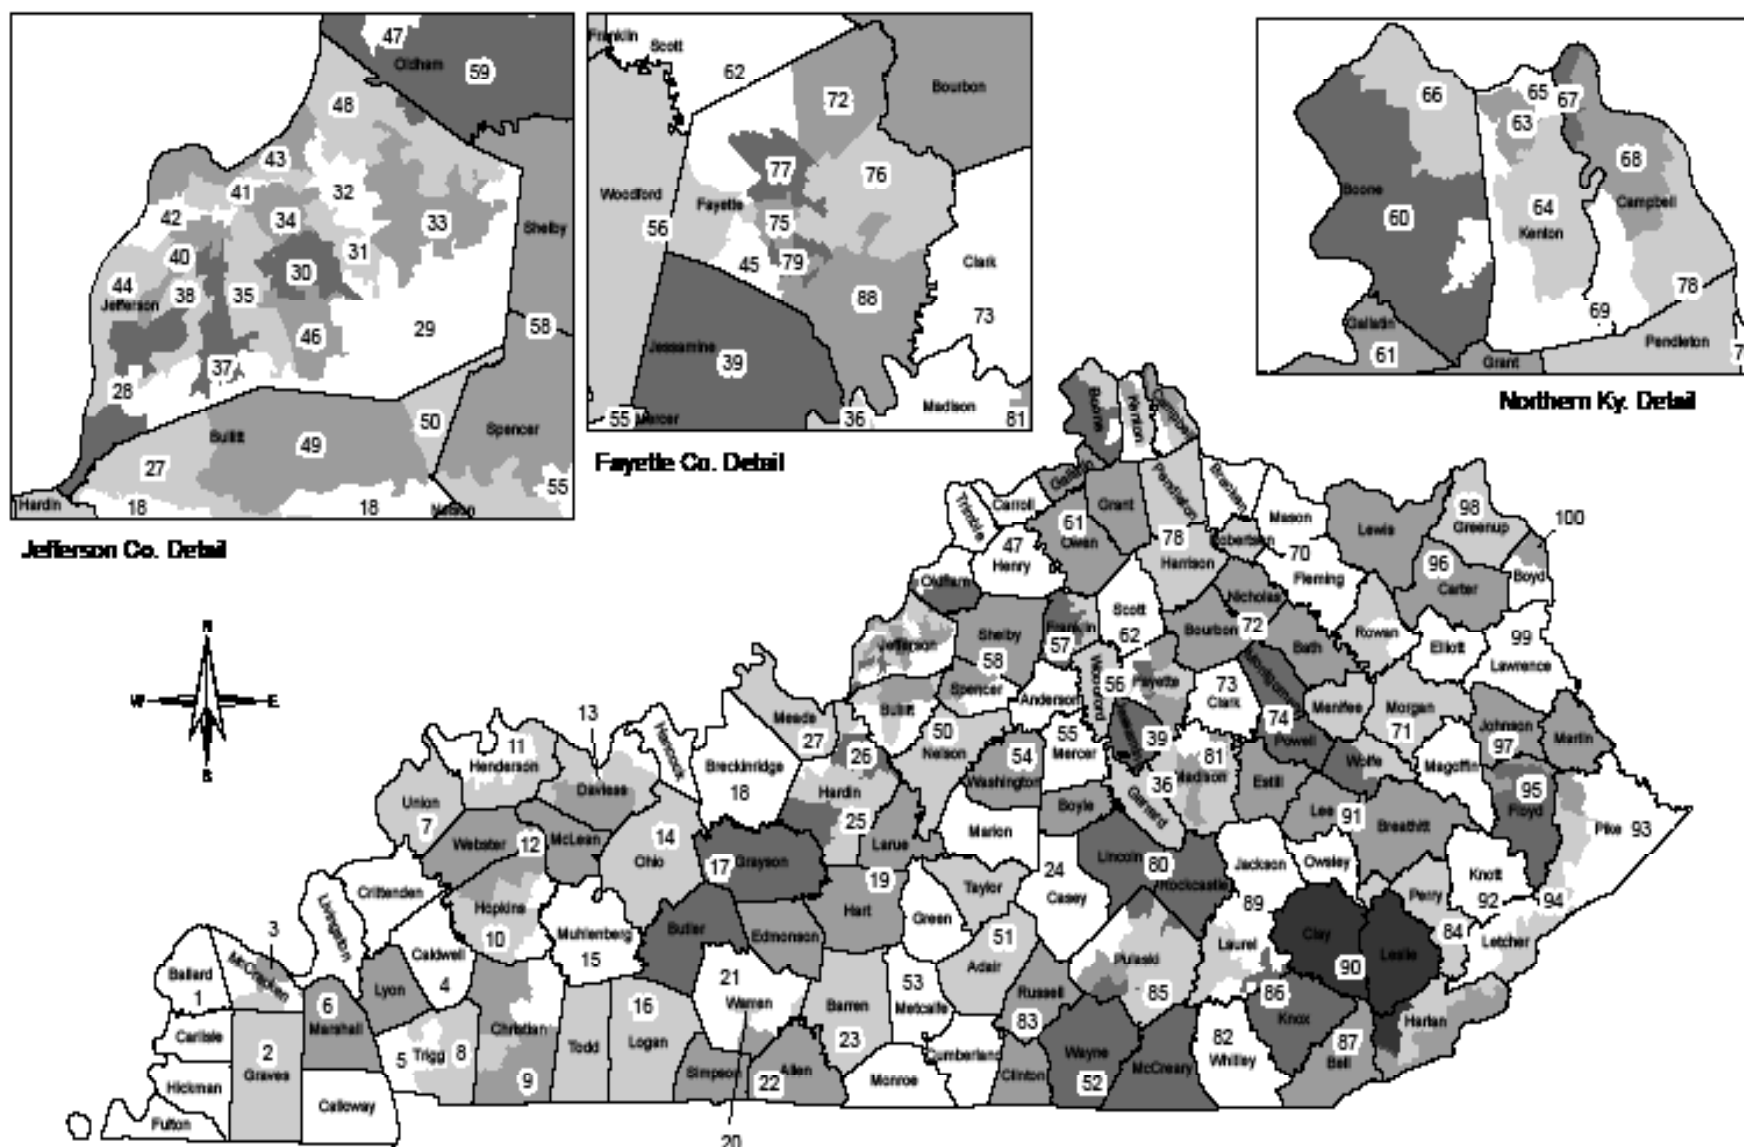 47
Oldham
59
48
43
32
41
42
34
33
Shelby
40
31
30
44
38
35
Jefferson
46
29
58
37
28
50
Bullitt
49
Spencer
27
55
Hardin
18
18
Nelson
Jefferson Co. Detail
Franklin
Scott
62
72
Bourbon
77
76
Woodford
Fayette
75
56
45
79
Clark
88
73
Jessamine
39
Madison
55
Mercer
36
81
Fayette Co. Detail
66
65
67
63
68
Boone
60
64
Campbell
Kenton
78
69
Gallatin
61
Pendleton
Grant
7
Northern Ky. Detail
N
W
E
S
Boone
Kenton
Campbell
Gallatin
Carroll
Trimble
Grant
Pendleton
Bracken
Mason
Lewis
98
Greenup
100
61
Owen
47
Henry
78
Harrison
Robertson
70
Fleming
96
Carter
Boyd
Oldham
Scott
62
Nicholas
Bourbon
72
Bath
Rowan
Elliott
99
Lawrence
Jefferson
Shelby
58
Franklin
57
Spencer
Anderson
Woodford
56
Fayette
73
Clark
Montgomery
74
Menifee
Morgan
71
Johnson
97
Martin
Powell
Wolfe
Magoffin
Bullitt
50
Nelson
Meade
27
26
Hardin
25
54
Washington
55
Mercer
Jessamine
39
36
81
Madison
Garrard
Estill
Lee
91
Breathitt
95
Floyd
Pike
93
13
11
Henderson
Hancock
Breckinridge
18
Union
7
Daviess
Webster
12
McLean
14
Ohio
17
Grayson
Larue
Marion
Boyle
Lincoln
80
Rockcastle
Jackson
Owsley
Knott
92
94
Perry
84
Letcher
Crittenden
Livingston
Hopkins
10
Muhlenberg
15
Butler
Edmonson
19
Hart
Green
Taylor
24
Casey
89
Laurel
Clay
90
Leslie
3
McCracken
Ballard
1
Lyon
Caldwell
4
21
Warren
Barren
23
53
Metcalfe
51
Adair
Russell
83
Pulaski
85
86
Knox
Harlan
87
Bell
6
Marshall
Carlisle
2
Graves
5
Trigg
8
Christian
9
Todd
16
Logan
Simpson
22
Allen
Monroe
Cumberland
Clinton
Wayne
52
McCreary
82
Whitley
Hickman
Fulton
Calloway
20